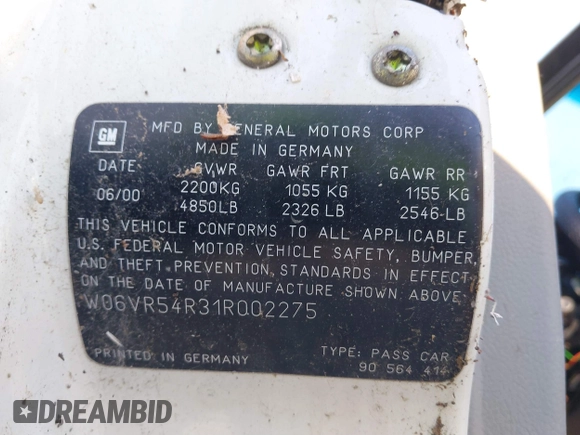 GM
MFD BY GENERAL MOTORS CORP
MADE IN GERMANY
DATE GVWR GAWR FRT GAWR RR
06/00 2200KG 1055 KG 1155 KG
4850LB 2326 LB 2546-LB
THIS VEHICLE CONFORMS TO ALL APPLICABLE
U.S. FEDERAL MOTOR VEHICLE SAFETY, BUMPER,
AND THEFT PREVENTION STANDARDS IN EFFECT
ON THE DATE OF MANUFACTURE SHOWN ABOVE
W06VR54R31R002275
PRINTED IN GERMANY
TYPE: PASS CAR
90 564 414
DREAMBID